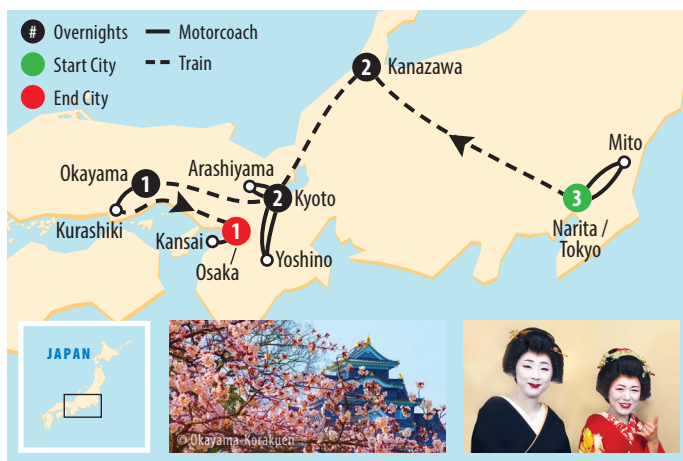 # Overnights
Motorcoach
Start City
Train
End City
2 Kanazawa
Mito
3
Narita /
Tokyo
Arashiyama
Okayama
1
2 Kyoto
Kurashiki
Kansai
1
Osaka
Yoshino
JAPAN
© Okayama-Korakuen